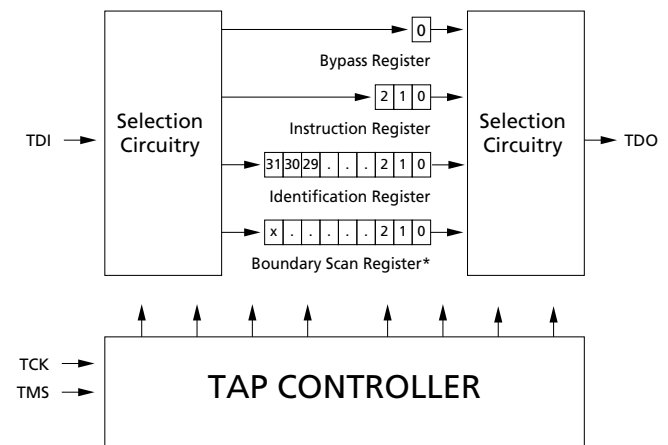 0
Bypass Register
2 1 0
Instruction Register
Selection
Circuitry
Selection
Circuitry
TDI
TDO
31 30 29 . . . 2 1 0
Identification Register
x . . . . . 2 1 0
Boundary Scan Register*
TCK
TMS
TAP CONTROLLER